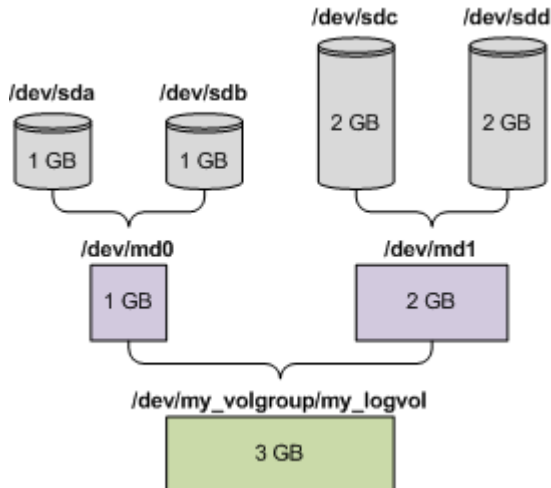 /dev/sdc /dev/sdd
/dev/sda /dev/sdb
2 GB 2 GB
1 GB 1 GB
/dev/md0 /dev/md1
1 GB 2 GB
/dev/my_volgroup/my_logvol
3 GB